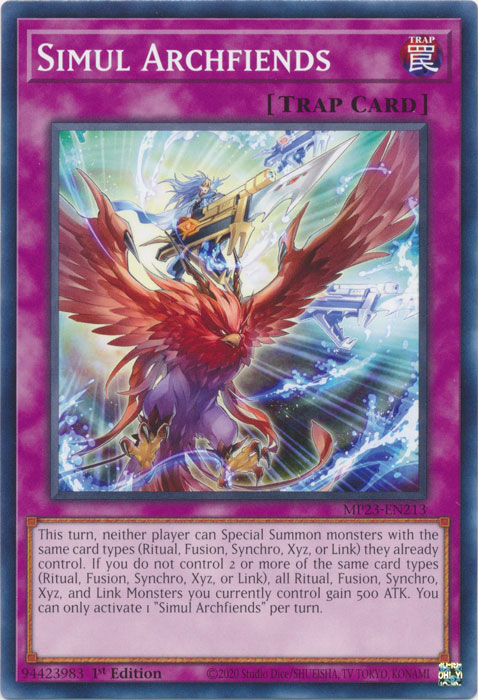 SIMUL ARCHFIENDS
TRAP
罠
[TRAP CARD]
MP23-EN213
This turn, neither player can Special Summon monsters with the
same card types (Ritual, Fusion, Synchro, Xyz, or Link) they already
control. If you do not control 2 or more of the same card types
(Ritual, Fusion, Synchro, Xyz, or Link), all Ritual, Fusion, Synchro,
Xyz, and Link Monsters you currently control gain 500 ATK. You
can only activate 1 "Simul Archfiends" per turn.
94423983 1st Edition
©2020 Studio Dice/SHUEISHA, TV TOKYO, KONAMI